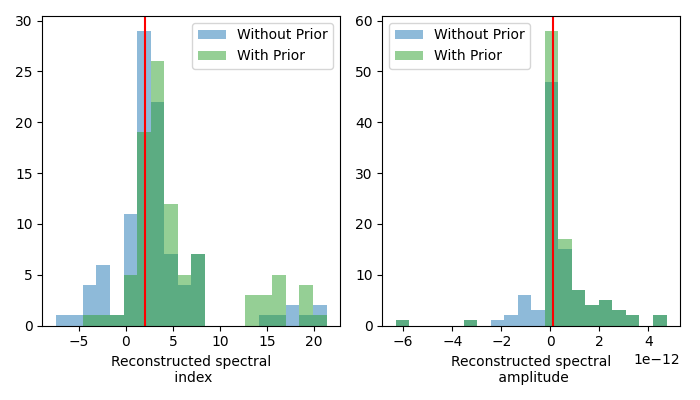 30
25
20
15
10
5
0
−5
0
5
10
15
20
Reconstructed spectral
index
Without Prior
With Prior
60
50
40
30
20
10
0
−6
−4
−2
0
2
4
1e−12
Reconstructed spectral
amplitude
Without Prior
With Prior